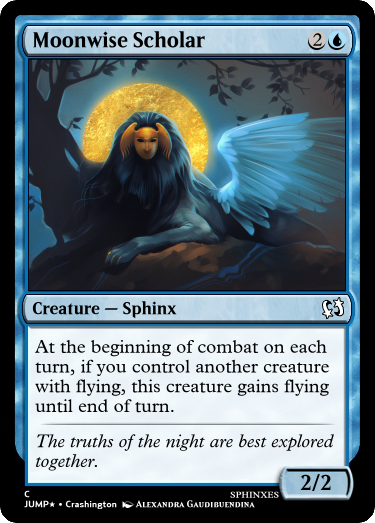 Moonwise Scholar 2
Creature — Sphinx
At the beginning of combat on each
turn, if you control another creature
with flying, this creature gains flying
until end of turn.
The truths of the night are best explored
together.
2/2
C SPHINXES
JUMP★ • Crashington Alexandra Gaudibuendina